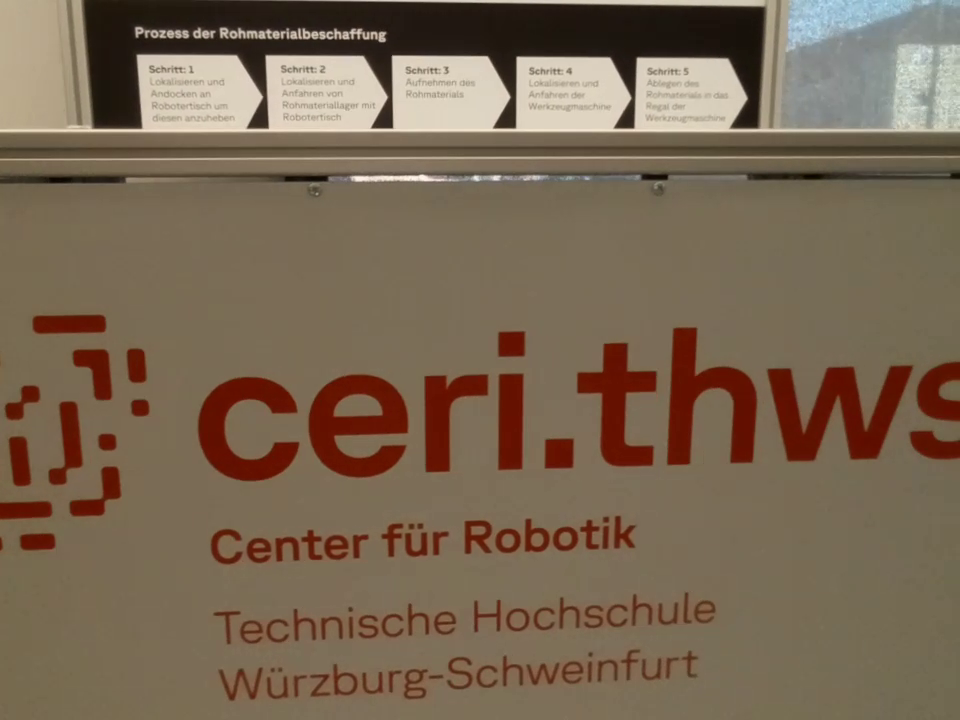 Prozess der Rohmaterialbeschaffung
Schritt: 1
Lokalisieren und
Andocken an
Robotertisch um
diesen anzuheben
Schritt: 2
Lokalisieren und
Anfahren von
Rohmateriallager mit
Robotertisch
Schritt: 3
Aufnehmen des
Rohmaterials
Schritt: 4
Lokalisieren und
Anfahren der
Werkzeugmaschine
Schritt: 5
Ablegen des
Rohmaterials in das
Regal der
Werkzeugmaschine
ceri.thws
Center für Robotik
Technische Hochschule
Würzburg-Schweinfurt